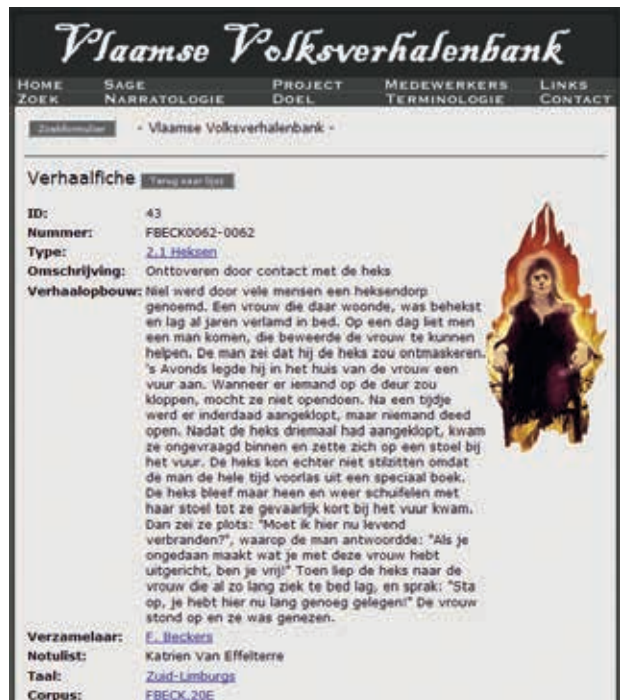 Vlaamse Volksverhalenbank
HOME SAGE PROJECT MEDEWERKERS LINKS
ZOEK NARRATOLOGIE DOEL TERMINOLOGIE CONTACT
Zoekformulier - Vlaamse Volksverhalenbank -
Verhaalfiche Terug naar lijst
ID: 43
Nummer: FBECK0062-0062
Type: 2.1 Heksen
Omschrijving: Onttoveren door contact met de heks
Verhaalopbouw: Niel werd door vele mensen een heksendorp
genoemd. Een vrouw die daar woonde, was behekst
en lag al jaren verlamd in bed. Op een dag liet men
een man komen, die beweerde de vrouw te kunnen
helpen. De man zei dat hij de heks zou ontmaskeren.
's Avonds legde hij in het huis van de vrouw een
vuur aan. Wanneer er iemand op de deur zou
kloppen, mocht ze niet opendoen. Na een tijdje
werd er inderdaad aangeklopt, maar niemand deed
open. Nadat de heks driemaal had aangeklopt, kwam
ze ongevraagd binnen en zette zich op een stoel bij
het vuur. De heks kon echter niet stilzitten omdat
de man de hele tijd voorlas uit een speciaal boek.
De heks bleef maar heen en weer schuifelen met
haar stoel tot ze gevaarlijk kort bij het vuur kwam.
Dan zei ze plots: "Moet ik hier nu levend
verbranden?", waarop de man antwoordde: "Als je
ongedaan maakt wat je met deze vrouw hebt
uitgericht, ben je vrij!" Toen liep de heks naar de
vrouw die al zo lang ziek te bed lag, en sprak: "Sta
op, je hebt hier nu lang genoeg gelegen!" De vrouw
stond op en ze was genezen.
Verzamelaar: F. Beckers
Notulist: Katrien Van Effelterre
Taal: Zuid-Limburgs
Corpus: FBECK.20E